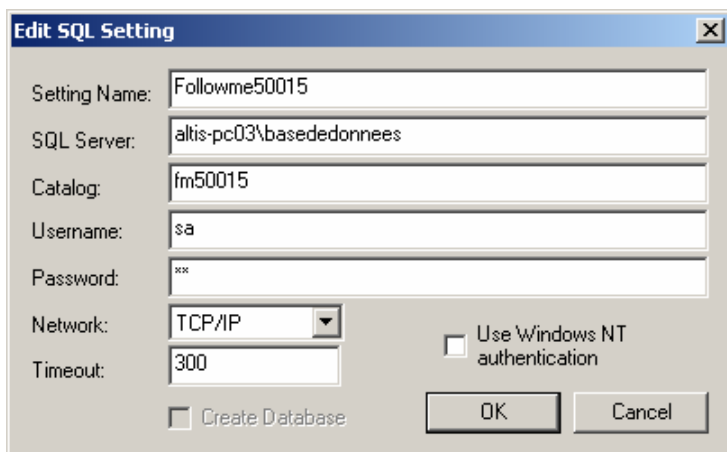 Edit SQL Setting
Setting Name: Followme50015
SQL Server: altis-pc03\basededonnees
Catalog: fm50015
Username: sa
Password: **
Network: TCP/IP
Use Windows NT
authentication
Timeout: 300
Create Database
OK Cancel